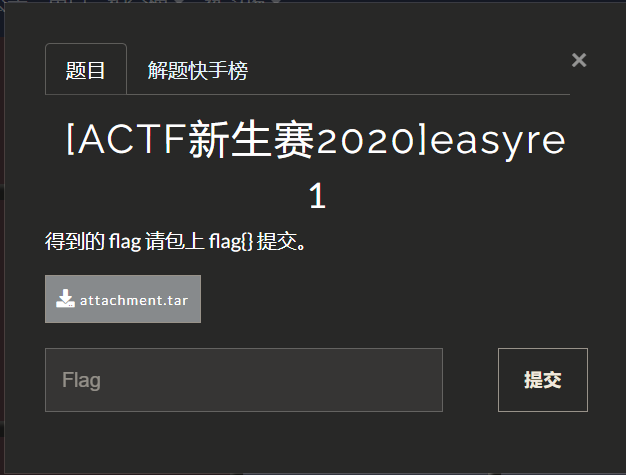 题目 解题快手榜 ×
[ACTF新生赛2020]easyre
1
得到的 flag 请包上 flag{} 提交。
attachment.tar
Flag 提交